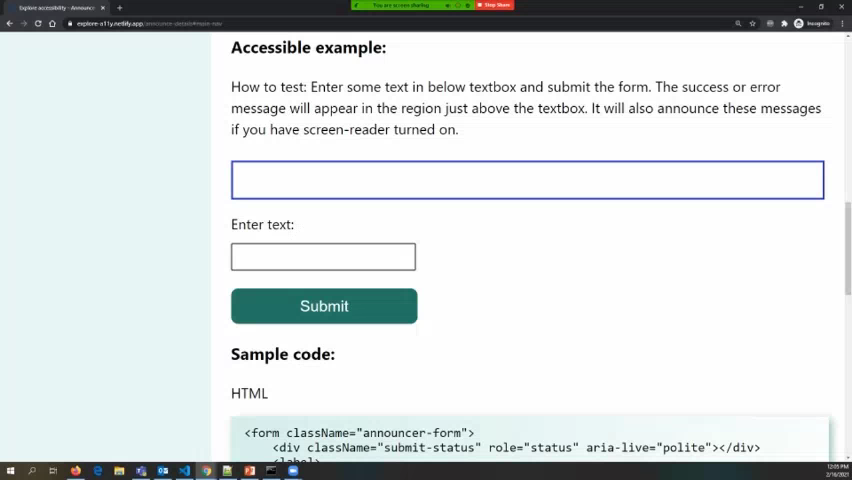 Explore accessibility - Announce
You are screen sharing
Stop Share
explore-a11y.netlify.app/announcer-details#main-nav
Incognito
Accessible example:
How to test: Enter some text in below textbox and submit the form. The success or error
message will appear in the region just above the textbox. It will also announce these messages
if you have screen-reader turned on.
Enter text:
Submit
Sample code:
HTML
<form className="announcer-form">
<div className="submit-status" role="status" aria-live="polite"></div>
<label>
12:05 PM
2/16/2021